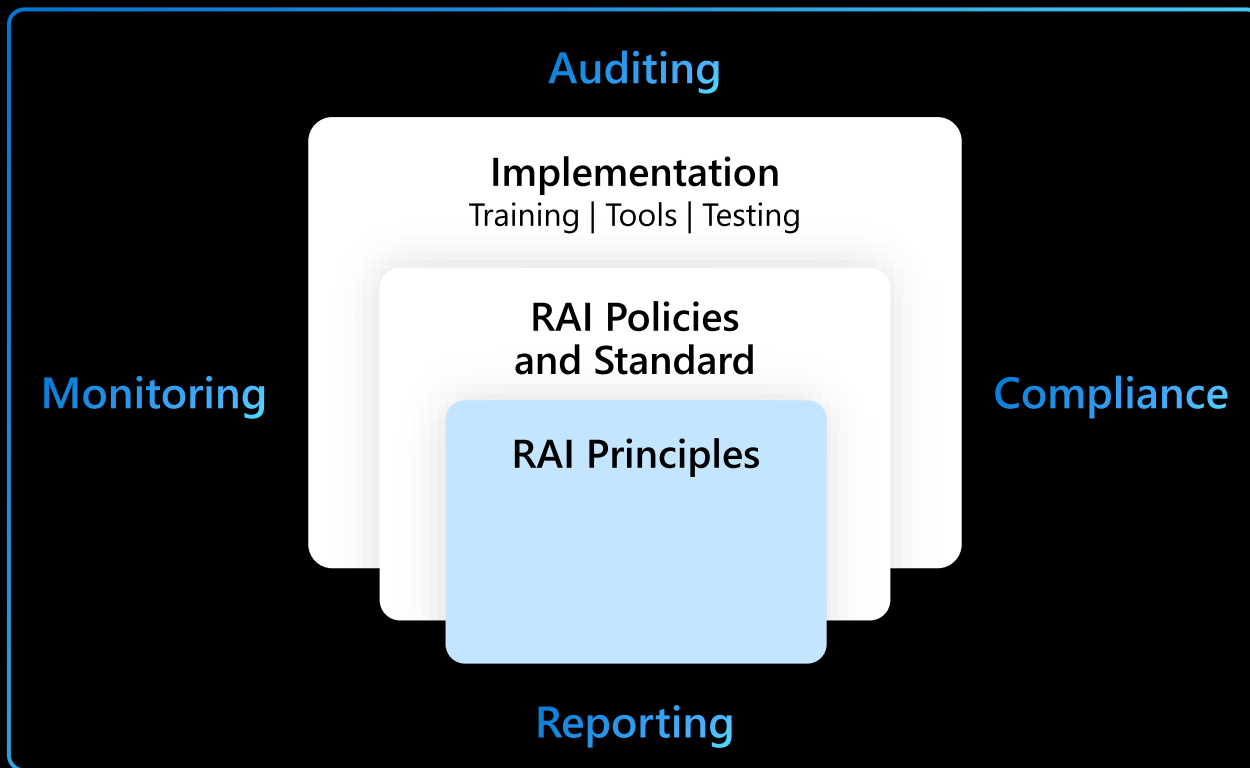 Auditing
Implementation
Training | Tools | Testing
RAI Policies
and Standard
Monitoring
Compliance
RAI Principles
Reporting